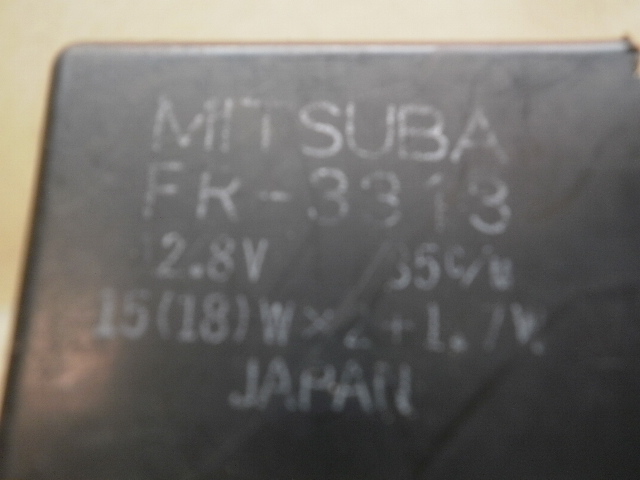 MITSUBA
FR-3313
12.8V 85c/m
15(18)W×2+1.7W
JAPAN